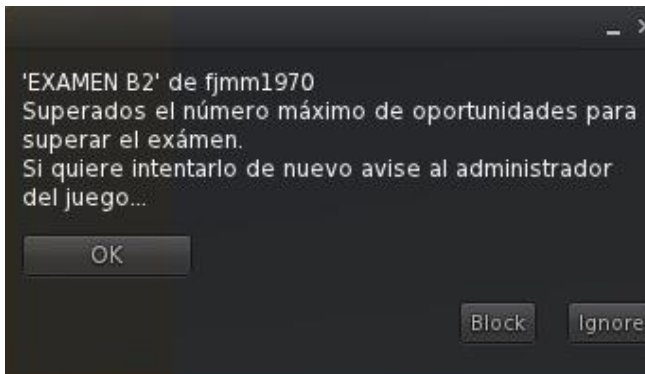 'EXAMEN B2' de fjmm1970
Superados el número máximo de oportunidades para
superar el exámen.
Si quiere intentarlo de nuevo avise al administrador
del juego...
OK
Block
Ignore